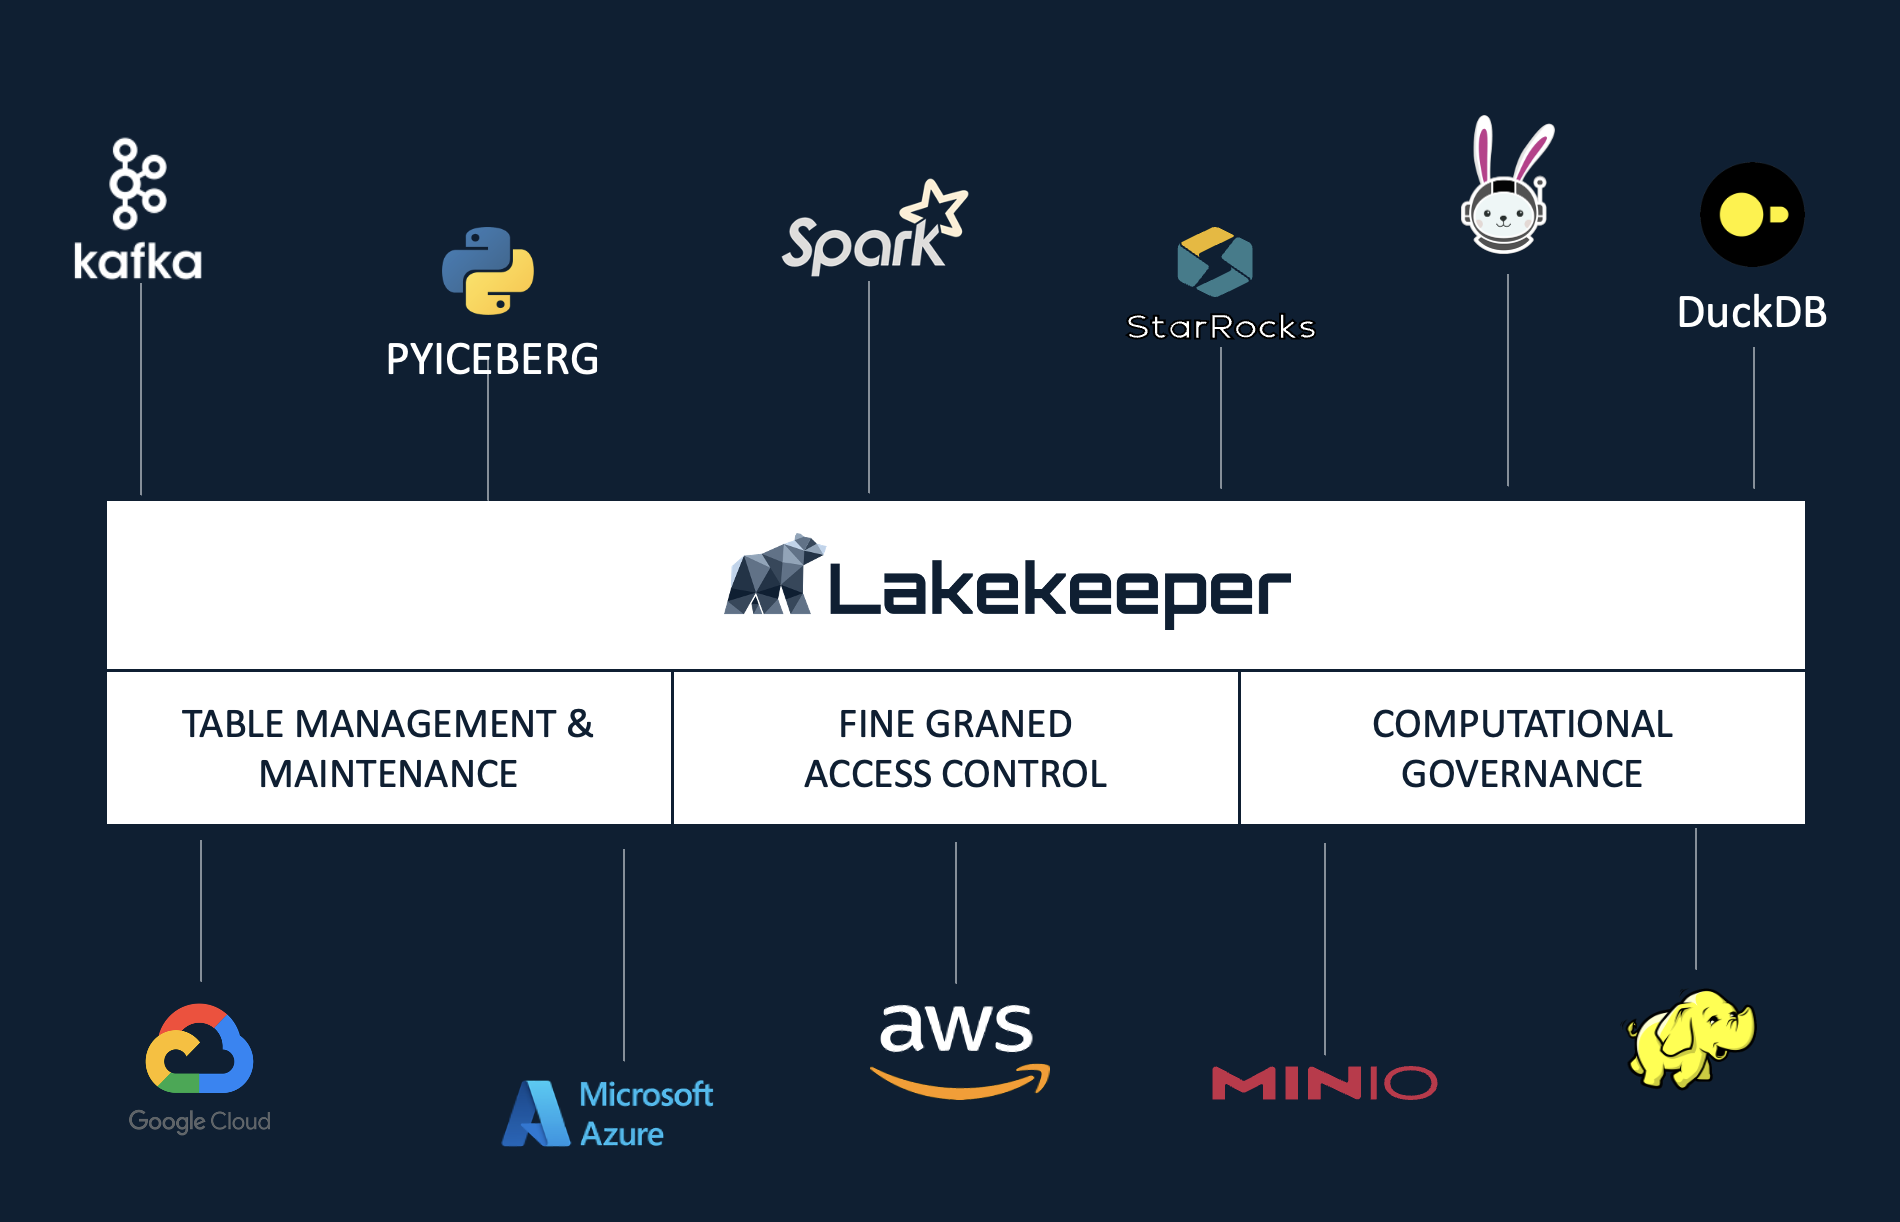 kafka
PYICEBERG
Spark
StarRocks
DuckDB
Lakekeeper
TABLE MANAGEMENT &
MAINTENANCE
FINE GRANED
ACCESS CONTROL
COMPUTATIONAL
GOVERNANCE
Google Cloud
Microsoft
Azure
aws
MINIO